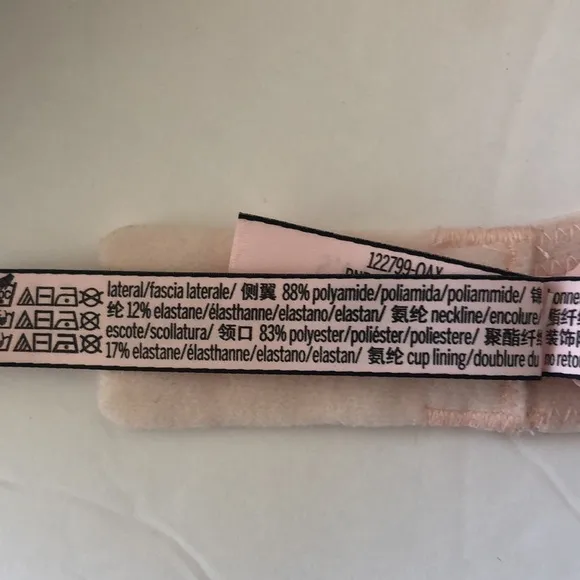 122799-OAX
lateral/fascia laterale/ 侧翼 88% polyamide/poliamida/poliammide/ 锦
纶 12% elastane/élasthanne/elastano/elastan/ 氨纶 neckline/encolure/
escote/scollatura/ 领口 83% polyester/poliéster/poliestere/ 聚酯纤维
17% elastane/élasthanne/elastano/elastan/ 氨纶 cup lining/doublure du